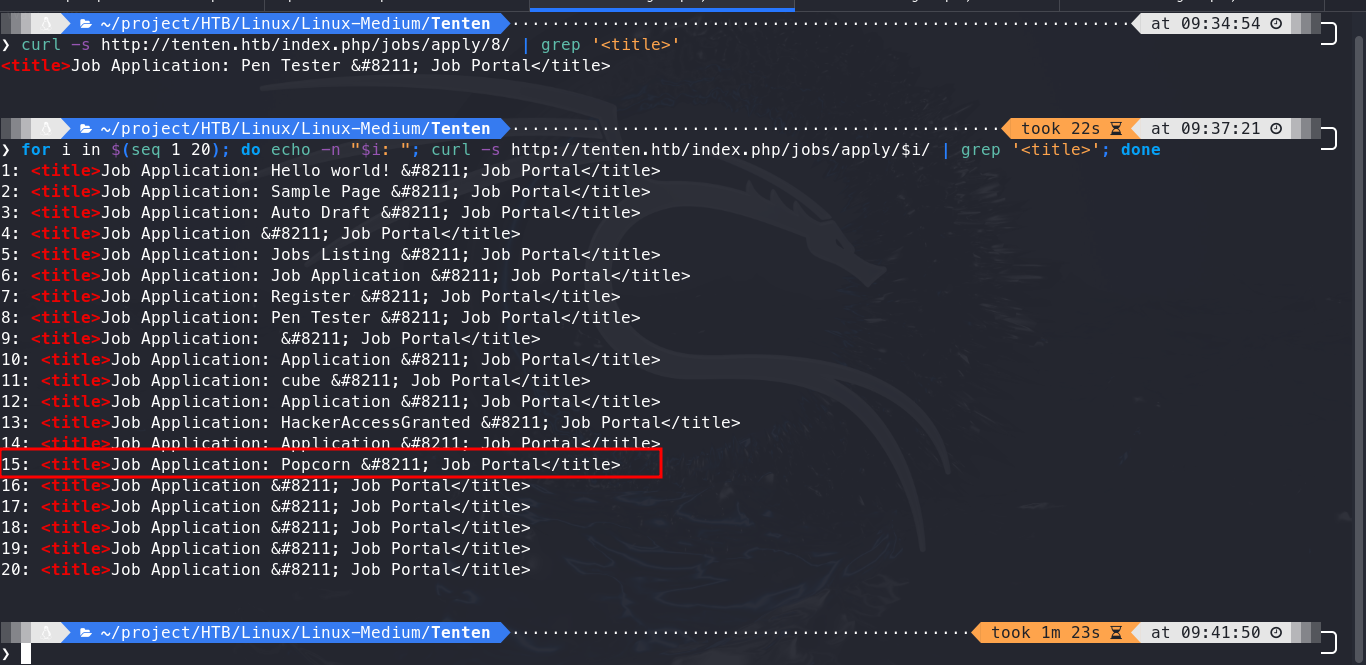 ~/project/HTB/Linux/Linux-Medium/Tenten at 09:34:54
❯ curl -s http://tenten.htb/index.php/jobs/apply/8/ | grep '<title>'
<title>Job Application: Pen Tester &#8211; Job Portal</title>
~/project/HTB/Linux/Linux-Medium/Tenten took 22s at 09:37:21
❯ for i in $(seq 1 20); do echo -n "$i: "; curl -s http://tenten.htb/index.php/jobs/apply/$i/ | grep '<title>'; done
1: <title>Job Application: Hello world! &#8211; Job Portal</title>
2: <title>Job Application: Sample Page &#8211; Job Portal</title>
3: <title>Job Application: Auto Draft &#8211; Job Portal</title>
4: <title>Job Application &#8211; Job Portal</title>
5: <title>Job Application: Jobs Listing &#8211; Job Portal</title>
6: <title>Job Application: Job Application &#8211; Job Portal</title>
7: <title>Job Application: Register &#8211; Job Portal</title>
8: <title>Job Application: Pen Tester &#8211; Job Portal</title>
9: <title>Job Application:  &#8211; Job Portal</title>
10: <title>Job Application: Application &#8211; Job Portal</title>
11: <title>Job Application: cube &#8211; Job Portal</title>
12: <title>Job Application: Application &#8211; Job Portal</title>
13: <title>Job Application: HackerAccessGranted &#8211; Job Portal</title>
14: <title>Job Application: Application &#8211; Job Portal</title>
15: <title>Job Application: Popcorn &#8211; Job Portal</title>
16: <title>Job Application &#8211; Job Portal</title>
17: <title>Job Application &#8211; Job Portal</title>
18: <title>Job Application &#8211; Job Portal</title>
19: <title>Job Application &#8211; Job Portal</title>
20: <title>Job Application &#8211; Job Portal</title>
~/project/HTB/Linux/Linux-Medium/Tenten took 1m 23s at 09:41:50
❯